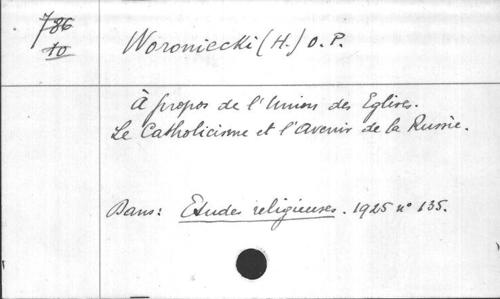 786
10
Woroniecki (H.) O.P.
À propos de l'Union des Eglises.
Le Catholicisme et l'Avenir de la Russie.
Dans: Etudes religieuses. 1925 n° 135.